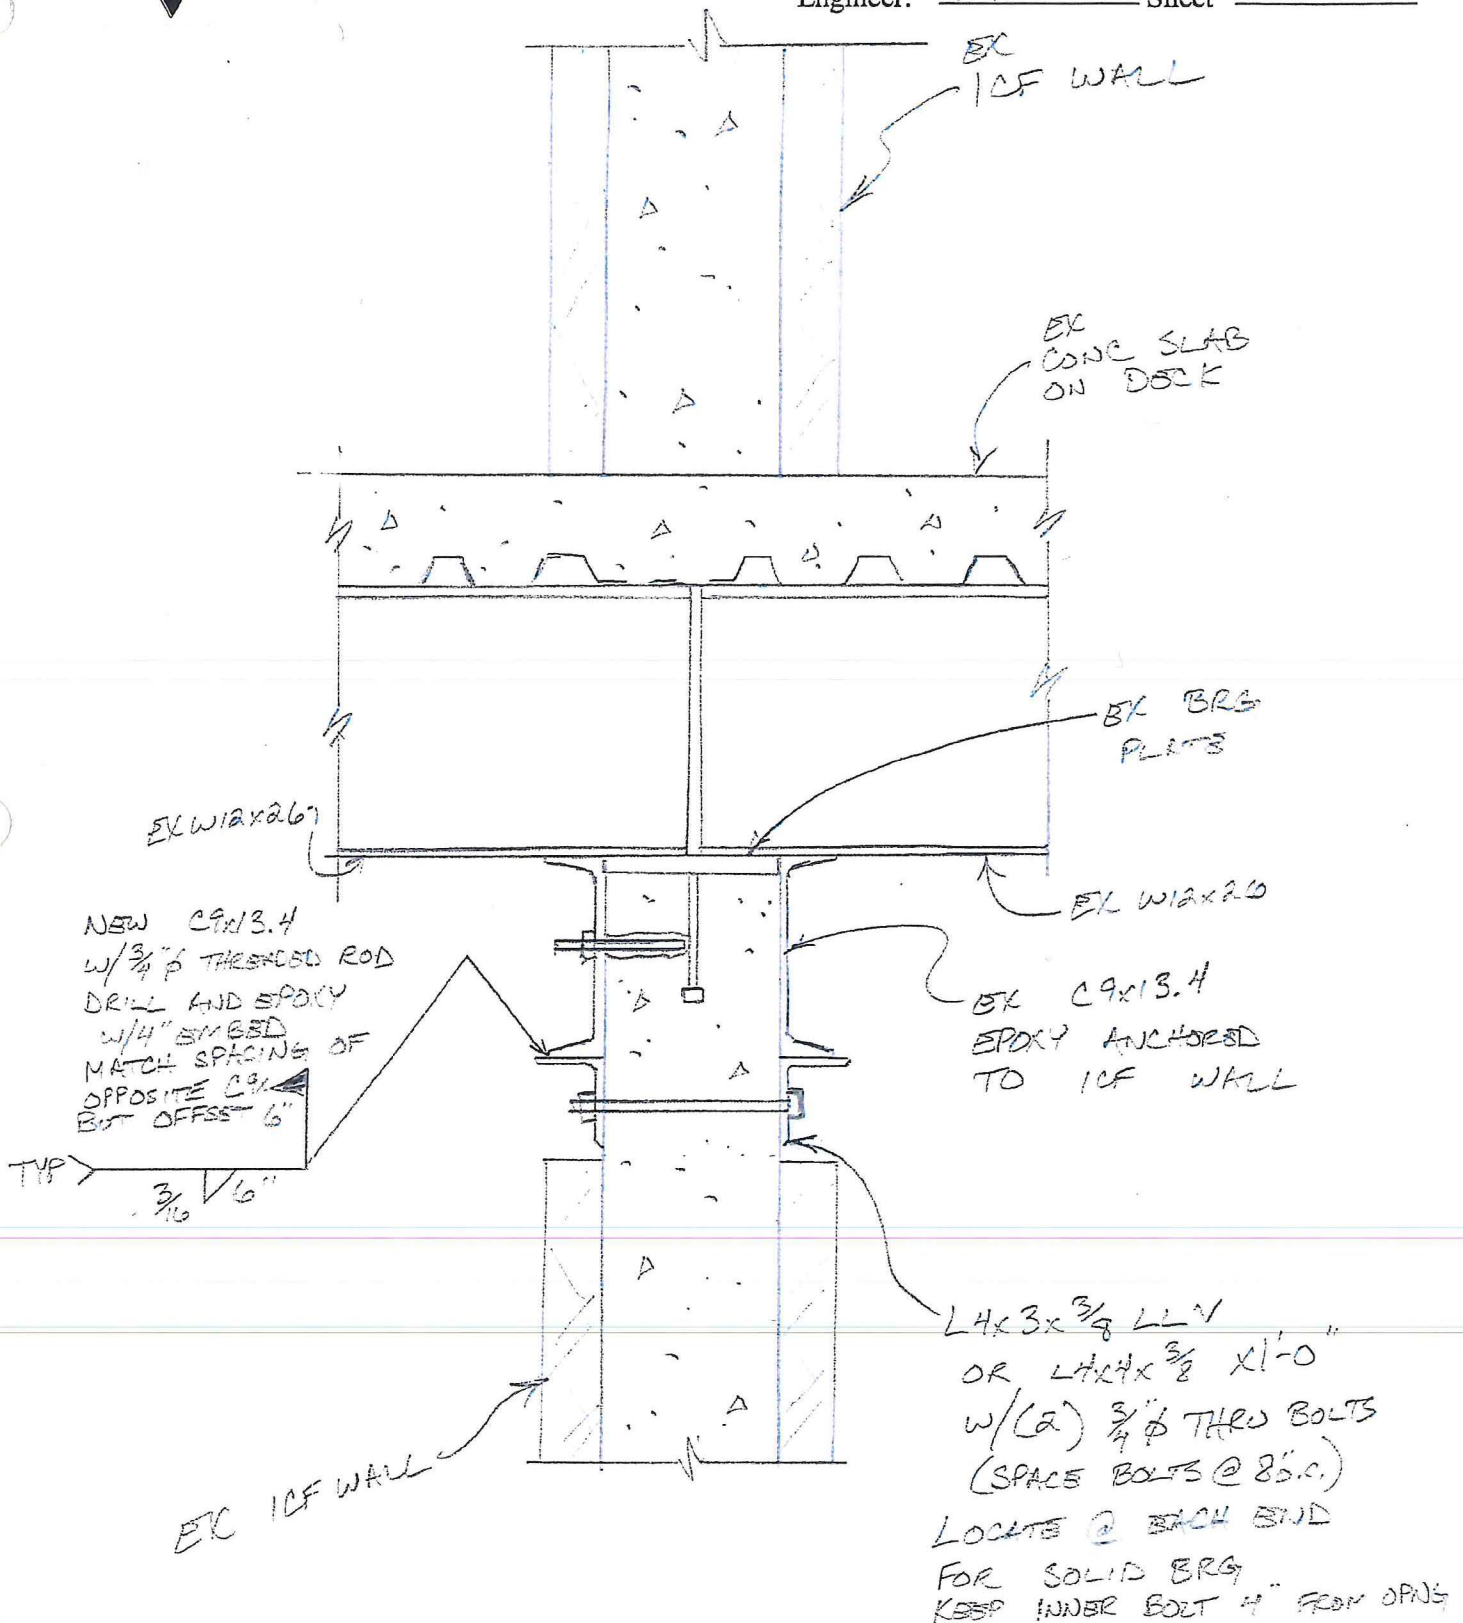 Engineer: Sheet
EX
ICF WALL
EX
CONC SLAB
ON DECK
EX BRG
PLATE
EX W12x26
EX W12x26
NEW C9x13.4
W/ 3/4"ϕ THREADED ROD
DRILL AND EPOXY
W/4" EMBED
MATCH SPACING OF
OPPOSITE C9
BUT OFFSET 6"
TYP
3/16 6"
EX C9x13.4
EPOXY ANCHORED
TO ICF WALL
L4x3x3/8 LLV
OR L4x4x3/8 x1'-0"
W/(2) 3/4"ϕ THRU BOLTS
(SPACE BOLTS @ 8"o.c.)
LOCATE @ EACH END
FOR SOLID BRG
KEEP INNER BOLT 4" FROM OPNG
EX ICF WALL